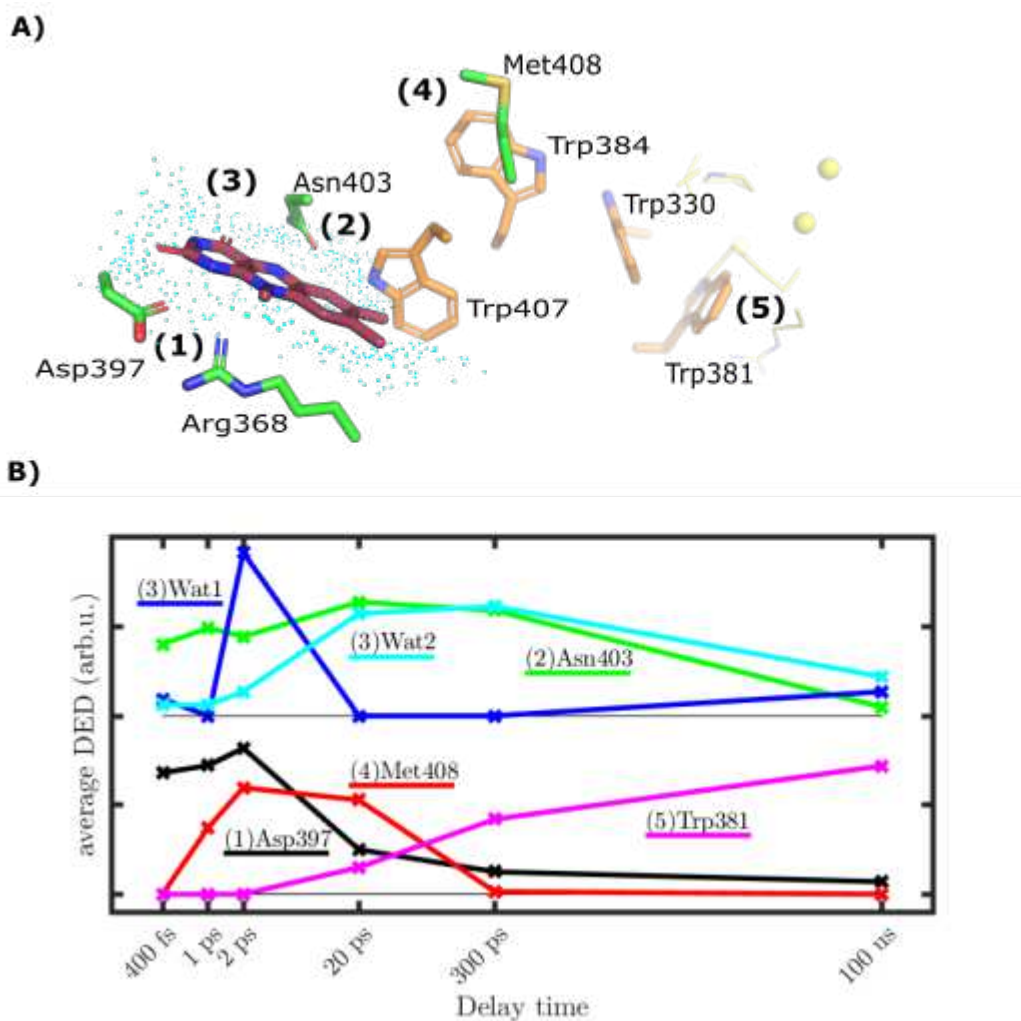 A)
Met408
(4)
Trp384
(3)
Asn403
(2)
Trp330
Trp407
(5)
(1)
Asp397
Trp381
Arg368
B)
average DED (arb.u.)
(3)Wat1
(3)Wat2
(2)Asn403
(4)Met408
(1)Asp397
(5)Trp381
400 fs
1 ps
2 ps
20 ps
300 ps
100 us
Delay time